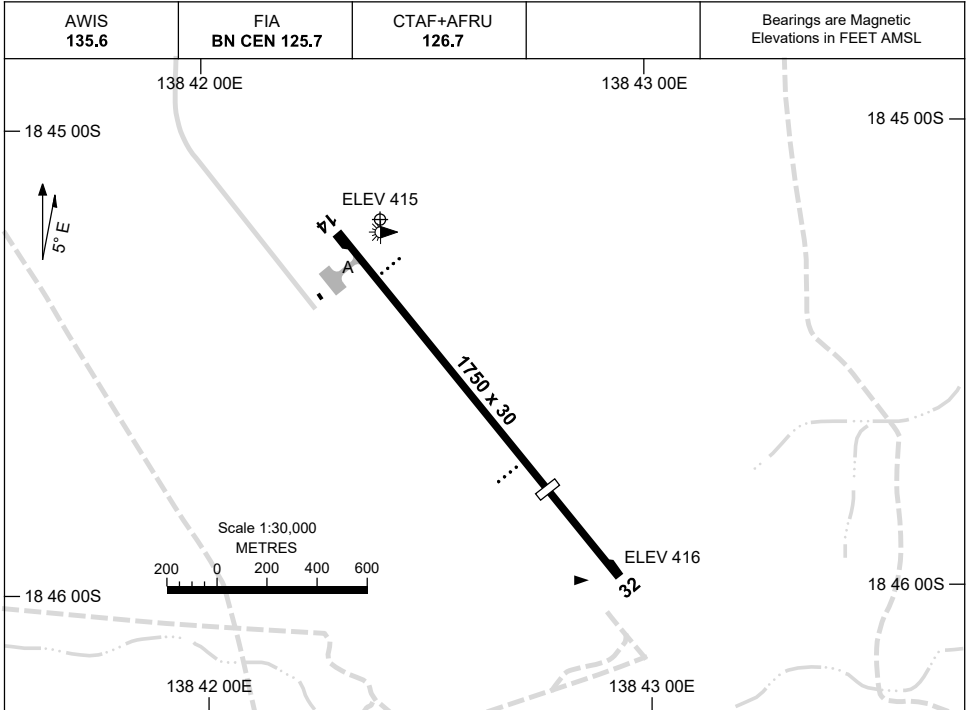 AWIS
135.6
FIA
BN CEN 125.7
CTAF+AFRU
126.7
Bearings are Magnetic
Elevations in FEET AMSL
138 42 00E
138 43 00E
18 45 00S
18 45 00S
5° E
ELEV 415
14
A
1750 x 30
Scale 1:30,000
METRES
200 0 200 400 600
ELEV 416
32
18 46 00S
18 46 00S
138 42 00E
138 43 00E